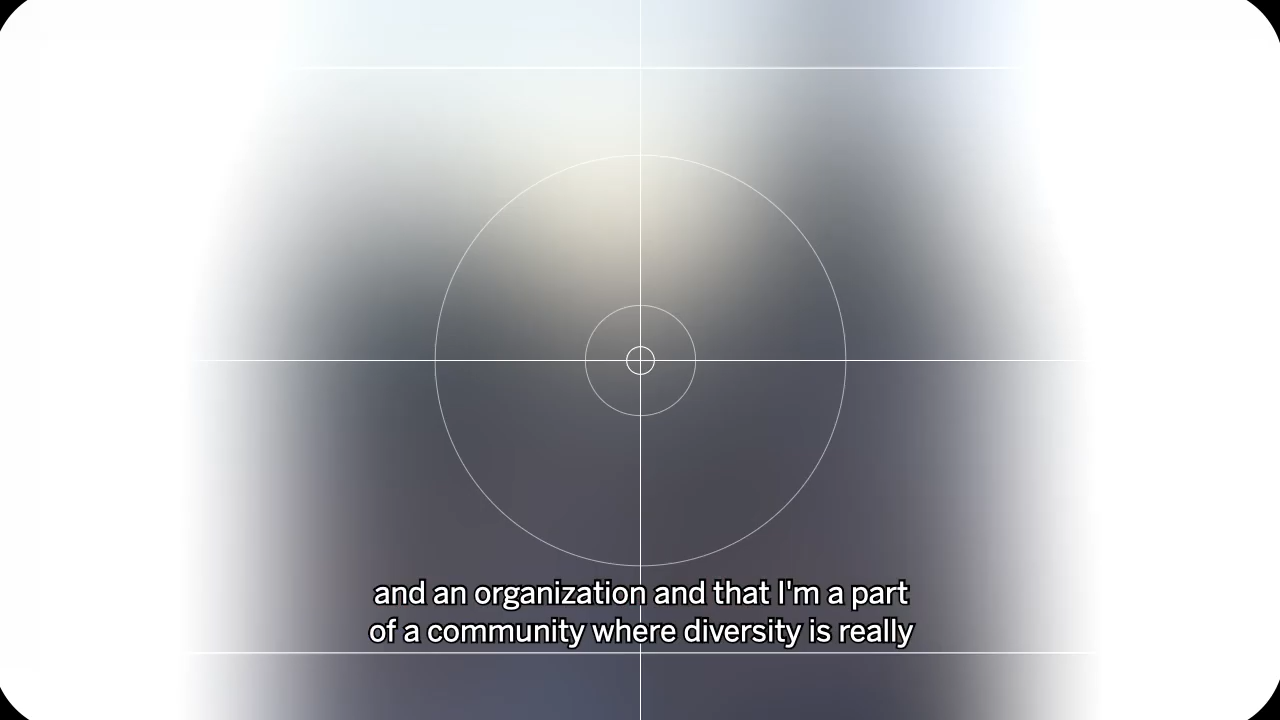 and an organization and that I'm a part
of a community where diversity is really